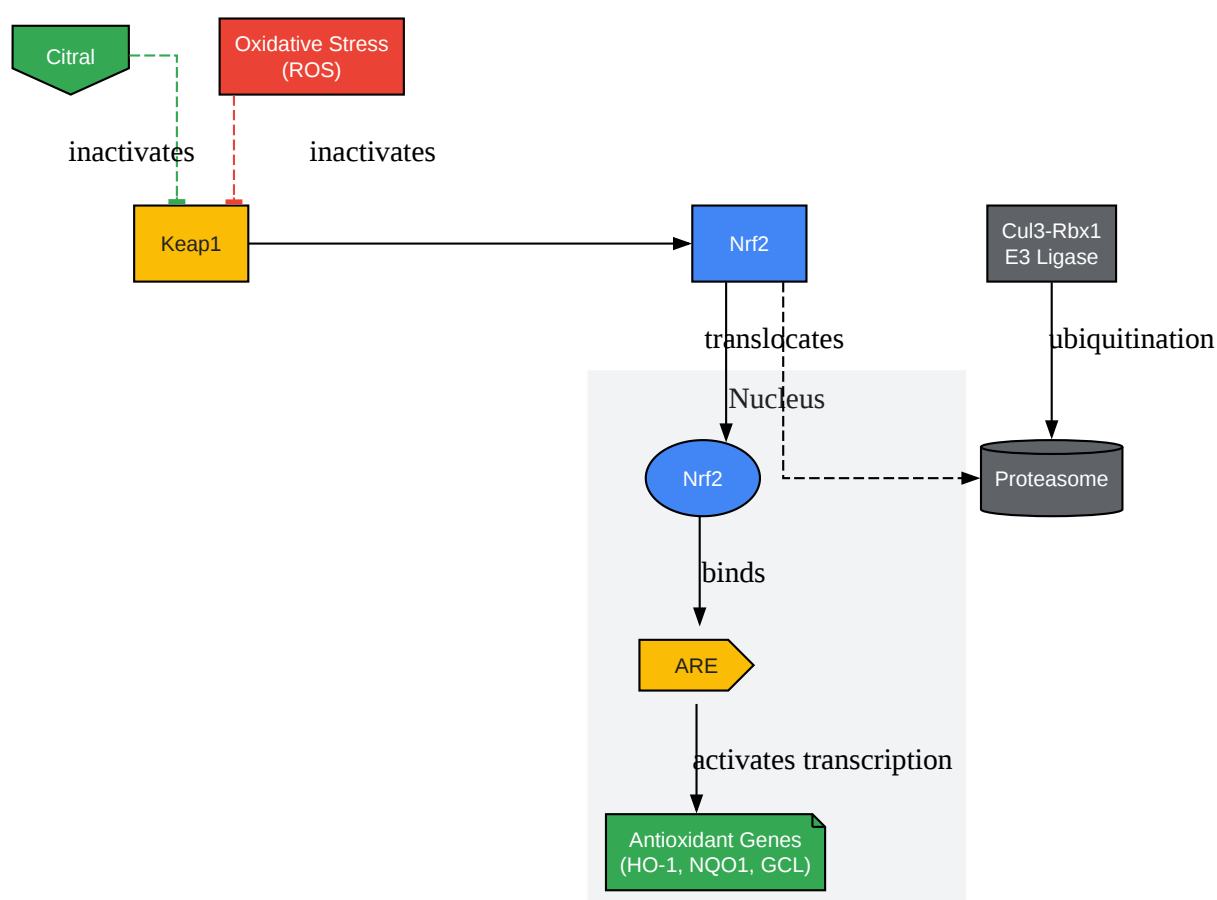 Citral
Oxidative Stress
(ROS)
inactivates
inactivates
Keap1
Nrf2
Cul3-Rbx1
E3 Ligase
translocates
ubiquitination
Nucleus
Nrf2
Proteasome
binds
ARE
activates transcription
Antioxidant Genes
(HO-1, NQO1, GCL)